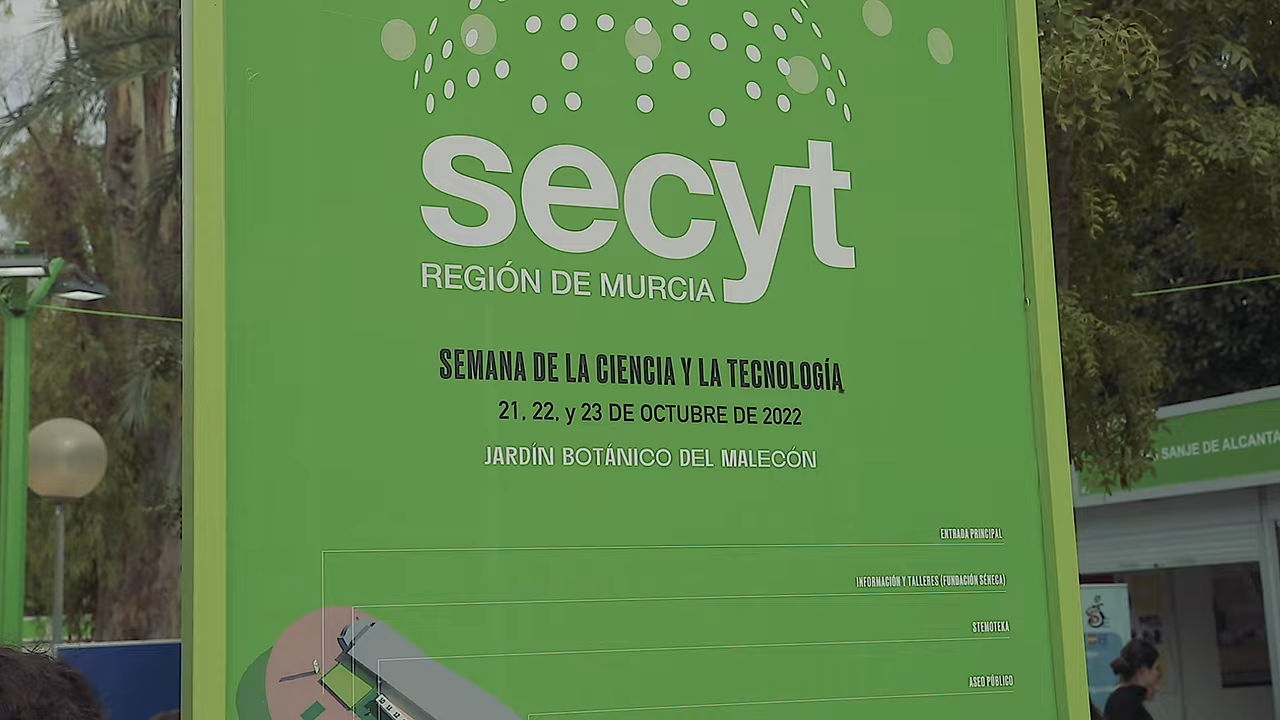 secyt
REGIÓN DE MURCIA
SEMANA DE LA CIENCIA Y LA TECNOLOGÍA
21, 22, y 23 DE OCTUBRE DE 2022
JARDÍN BOTÁNICO DEL MALECÓN
ENTRADA PRINCIPAL
INFORMACIÓN Y TALLERES (FUNDACIÓN SÉNECA)
STEMOTEKA
ASEO PÚBLICO
SANJE DE ALCANTA